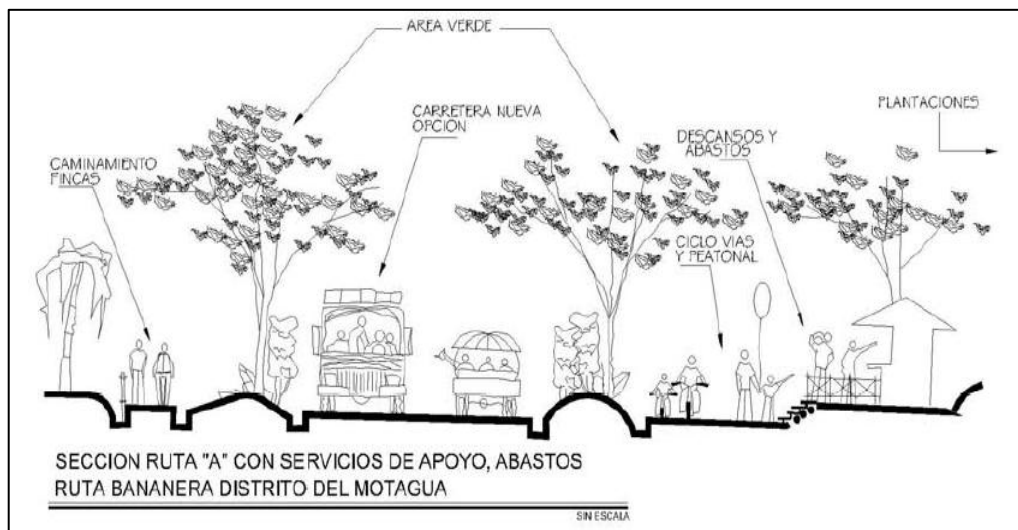 AREA VERDE
CARRETERA NUEVA
OPCION
PLANTACIONES
DESCANSOS Y
ABASTOS
CAMINAMIENTO
FINCAS
CICLO VIAS
Y PEATONAL
SECCION RUTA "A" CON SERVICIOS DE APOYO, ABASTOS
RUTA BANANERA DISTRITO DEL MOTAGUA
SIN ESCALA